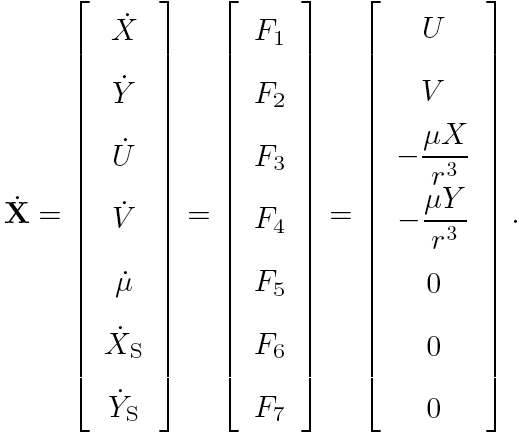 Ẋ = [ Ẋ ] = [ F₁ ] = [ U ]
[ Ẏ ] [ F₂ ] [ V ]
[ U̇ ] [ F₃ ] [ −μX/r³ ]
[ V̇ ] [ F₄ ] [ −μY/r³ ] .
[ μ̇ ] [ F₅ ] [ 0 ]
[ Ẋ_S ] [ F₆ ] [ 0 ]
[ Ẏ_S ] [ F₇ ] [ 0 ]